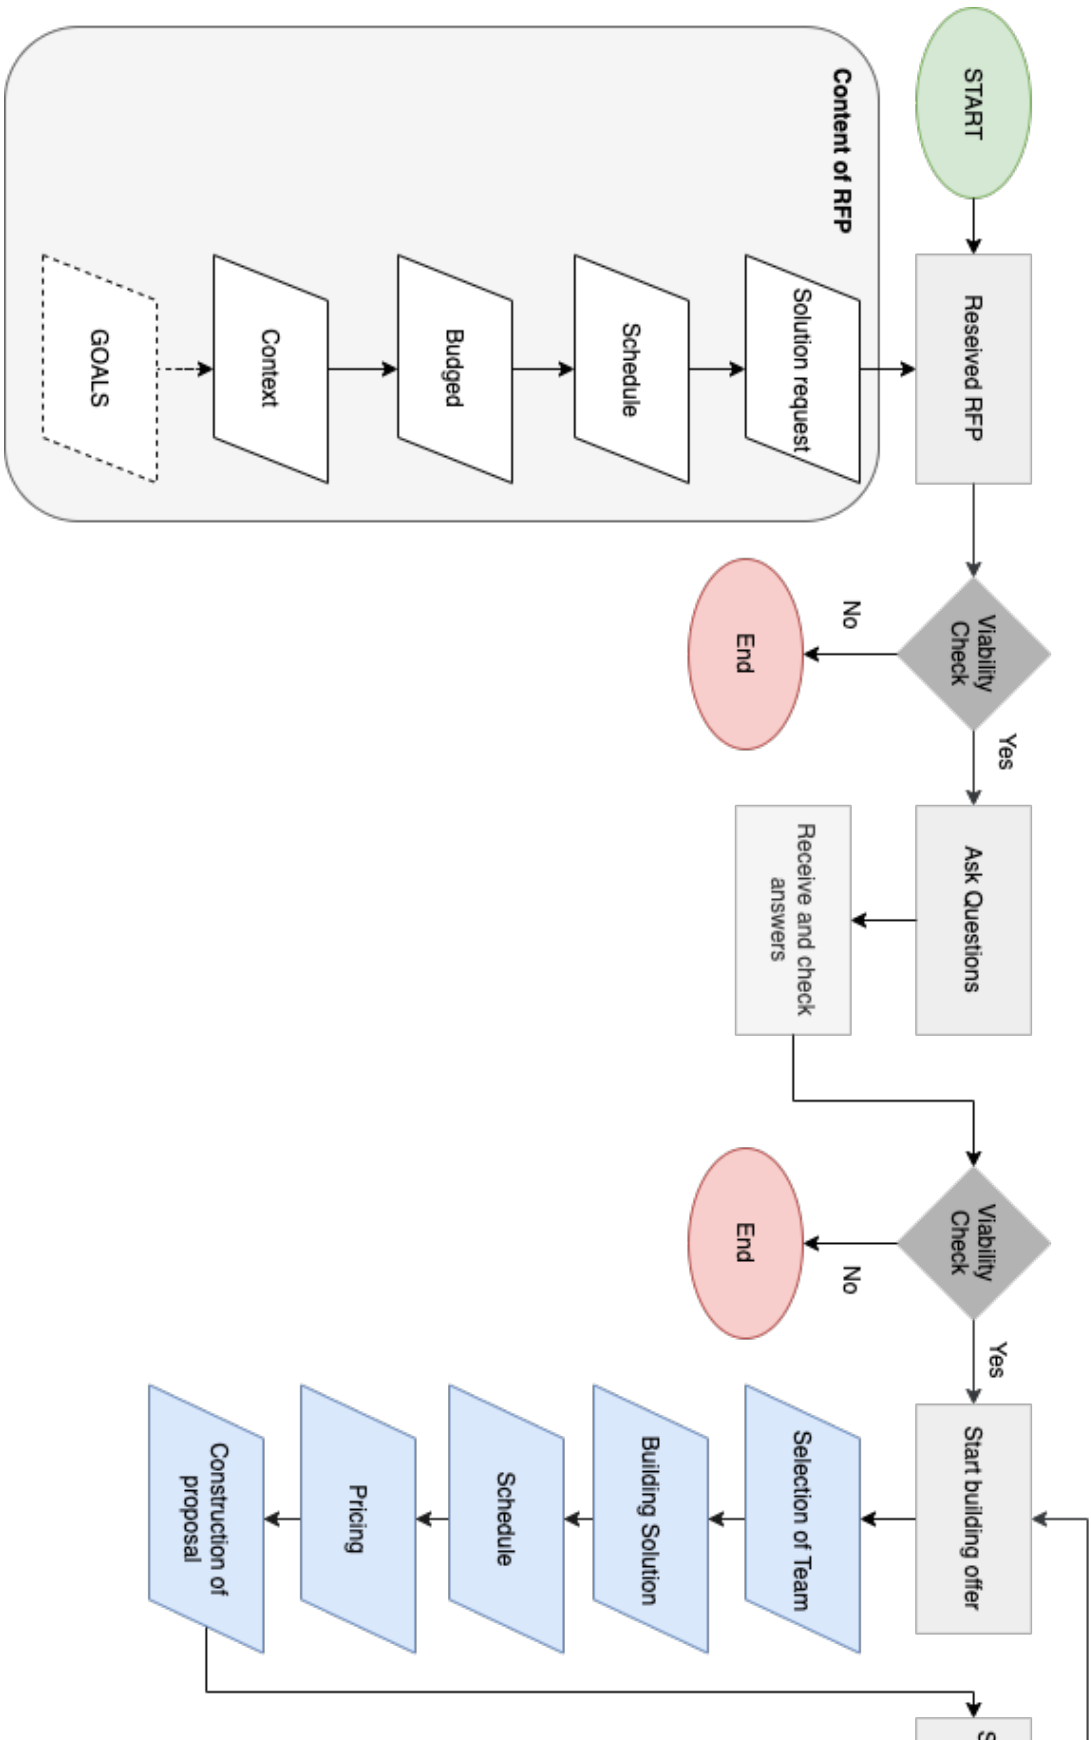 START
Reseived RFP
Content of RFP
Solution request
Schedule
Budged
Context
GOALS
Viability
Check
No
End
Yes
Ask Questions
Receive and check
answers
Viability
Check
No
End
Yes
Start building offer
Selection of Team
Building Solution
Schedule
Pricing
Construction of
proposal